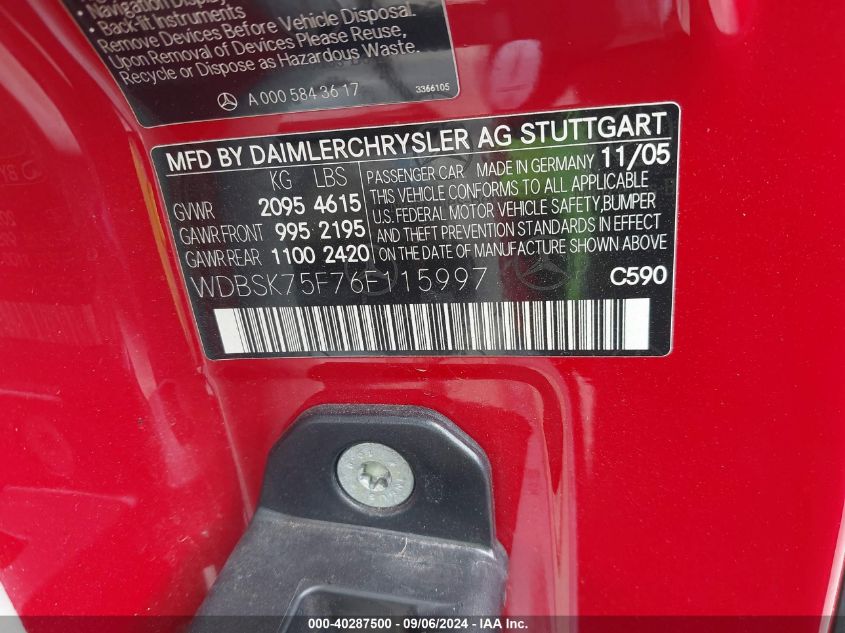 • Navigation Display
• Back-lit Instruments
Remove Devices Before Vehicle Disposal
Upon Removal of Devices Please Reuse,
Recycle or Dispose as Hazardous Waste.
A 000 584 36 17
3366105
MFD BY DAIMLERCHRYSLER AG STUTTGART
KG LBS PASSENGER CAR MADE IN GERMANY 11/05
GVWR 2095 4615 THIS VEHICLE CONFORMS TO ALL APPLICABLE
U.S. FEDERAL MOTOR VEHICLE SAFETY,BUMPER
GAWR FRONT 995 2195 AND THEFT PREVENTION STANDARDS IN EFFECT
GAWR REAR 1100 2420 ON THE DATE OF MANUFACTURE SHOWN ABOVE
WDBSK75F76F115997 C590
000-40287500 - 09/06/2024 - IAA Inc.